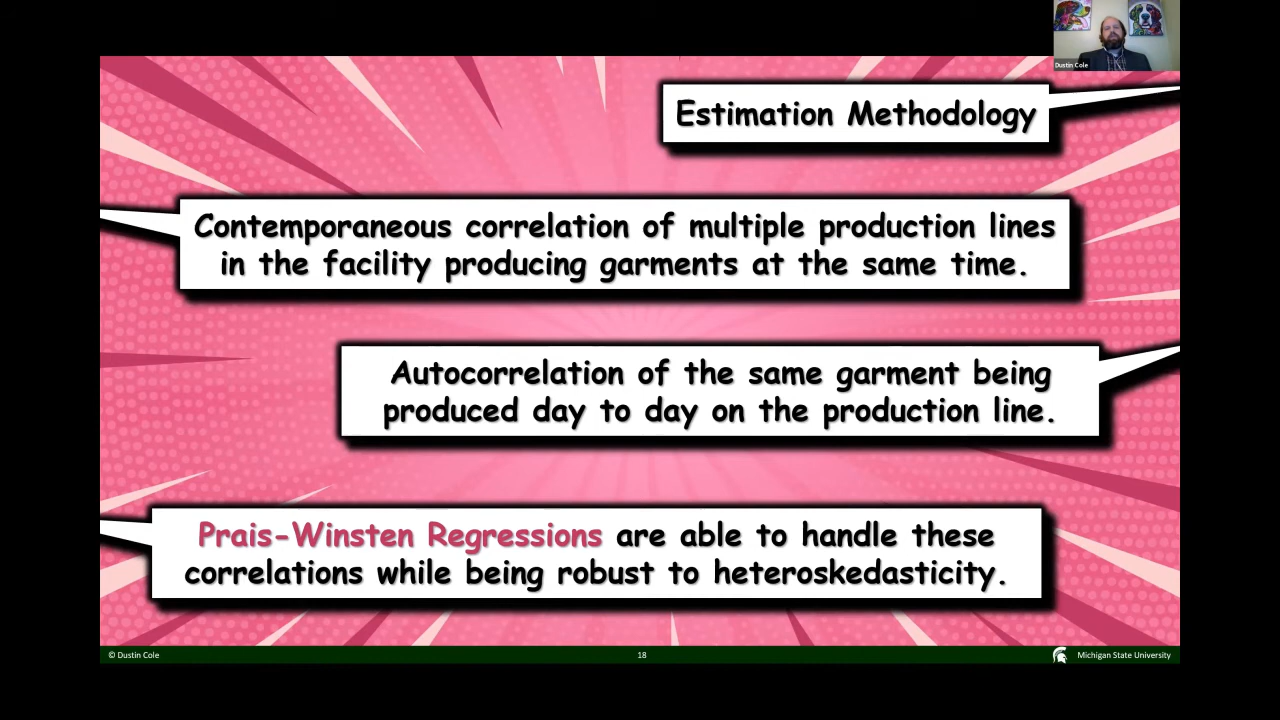 Dustin Cole
Estimation Methodology
Contemporaneous correlation of multiple production lines
in the facility producing garments at the same time.
Autocorrelation of the same garment being
produced day to day on the production line.
Prais-Winsten Regressions are able to handle these
correlations while being robust to heteroskedasticity.
© Dustin Cole
18
Michigan State University